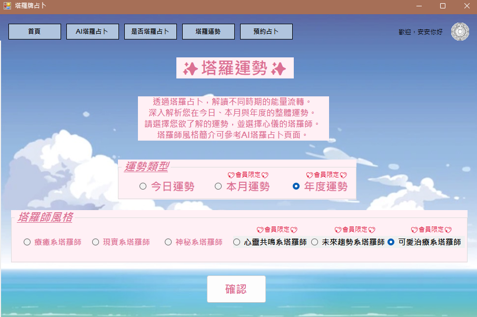 塔羅牌占卜
首頁 AI塔羅占卜 是否塔羅占卜 塔羅運勢 預約占卜
歡迎，安安你好
✨塔羅運勢✨
透過塔羅占卜，解讀不同時期的能量流轉。
深入解析您在今日、本月與年度的整體運勢。
請選擇您欲了解的運勢，並選擇心儀的塔羅師。
塔羅師風格簡介可參考AI塔羅占卜頁面。
運勢類型
♡會員限定♡ ♡會員限定♡
今日運勢 本月運勢 年度運勢
塔羅師風格
♡會員限定♡ ♡會員限定♡ ♡會員限定♡
療癒系塔羅師 現實系塔羅師 神秘系塔羅師 心靈共鳴系塔羅師 未來趨勢系塔羅師 可愛治療系塔羅師
確認